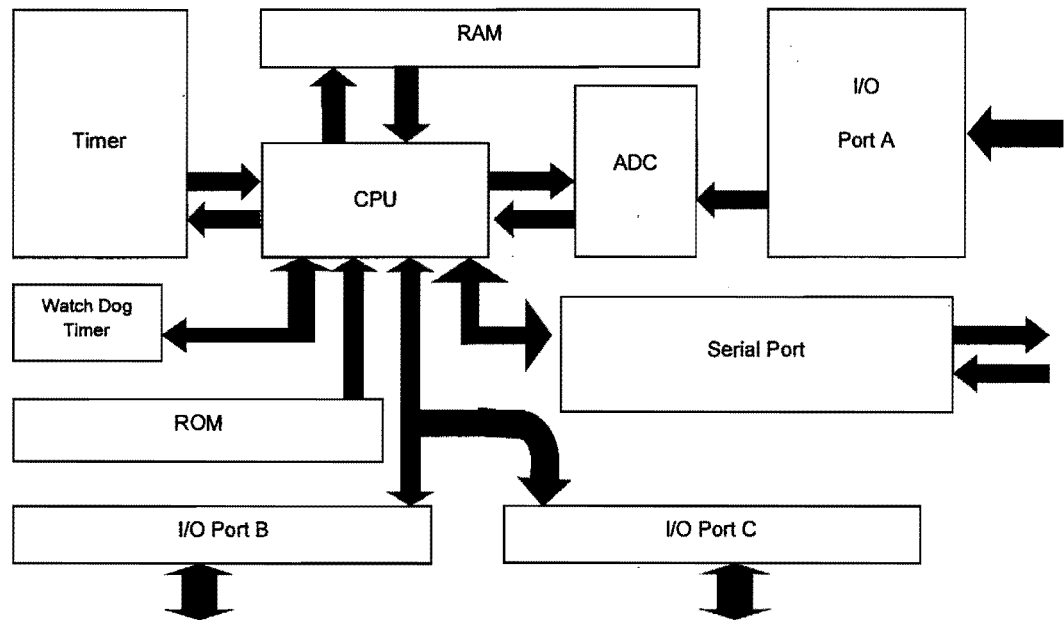 RAM
Timer
I/O
Port A
ADC
CPU
Watch Dog
Timer
Serial Port
ROM
I/O Port B
I/O Port C